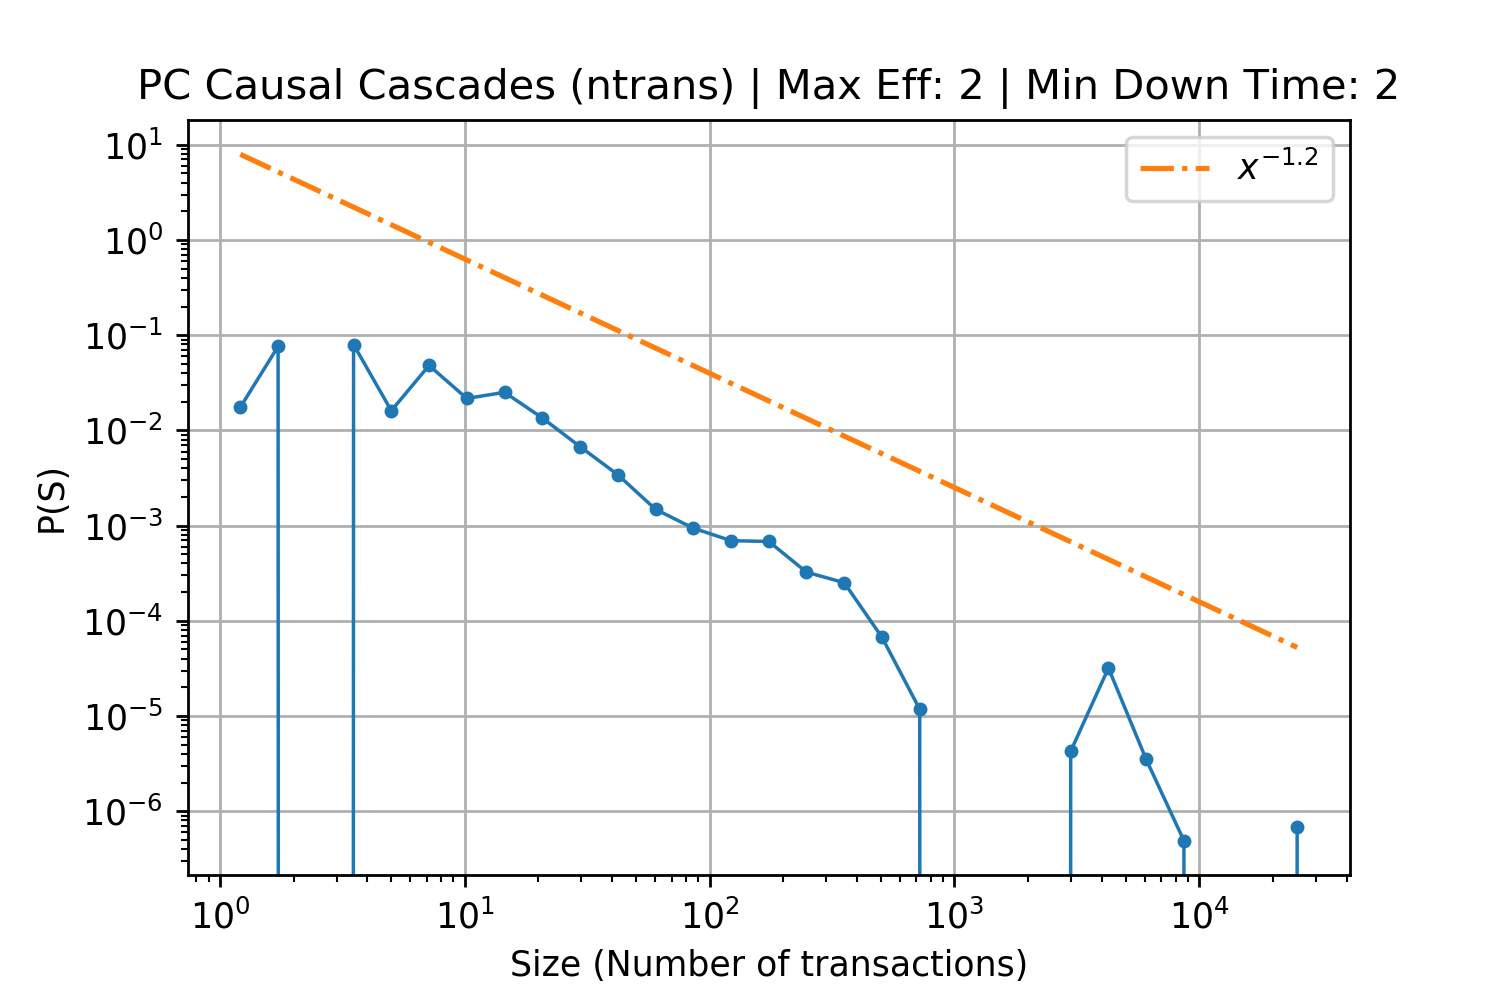 PC Causal Cascades (ntrans) | Max Eff: 2 | Min Down Time: 2
10^1
10^0
10^−1
10^−2
10^−3
10^−4
10^−5
10^−6
P(S)
x^−1.2
10^0 10^1 10^2 10^3 10^4
Size (Number of transactions)